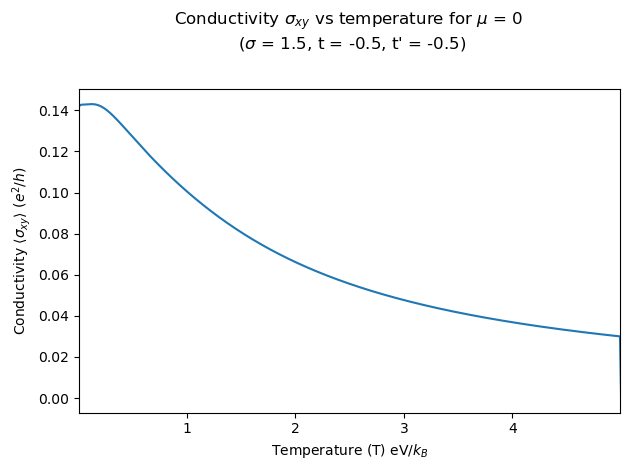 Conductivity σxy vs temperature for μ = 0
(σ = 1.5, t = -0.5, t' = -0.5)
0.14
0.12
0.10
0.08
0.06
0.04
0.02
0.00
Conductivity ⟨σxy⟩ (e²/h)
1 2 3 4
Temperature (T) eV/kB